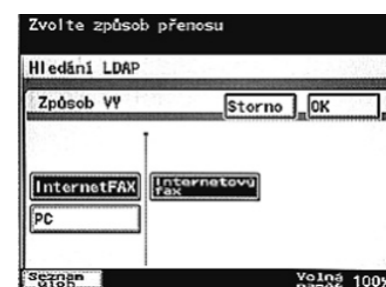 Zvolte způsob přenosu
Hledání LDAP
Způsob VY
Storno
OK
InternetFAX
Internetový
fax
PC
Seznam
úloh
Volná
paměť 100%